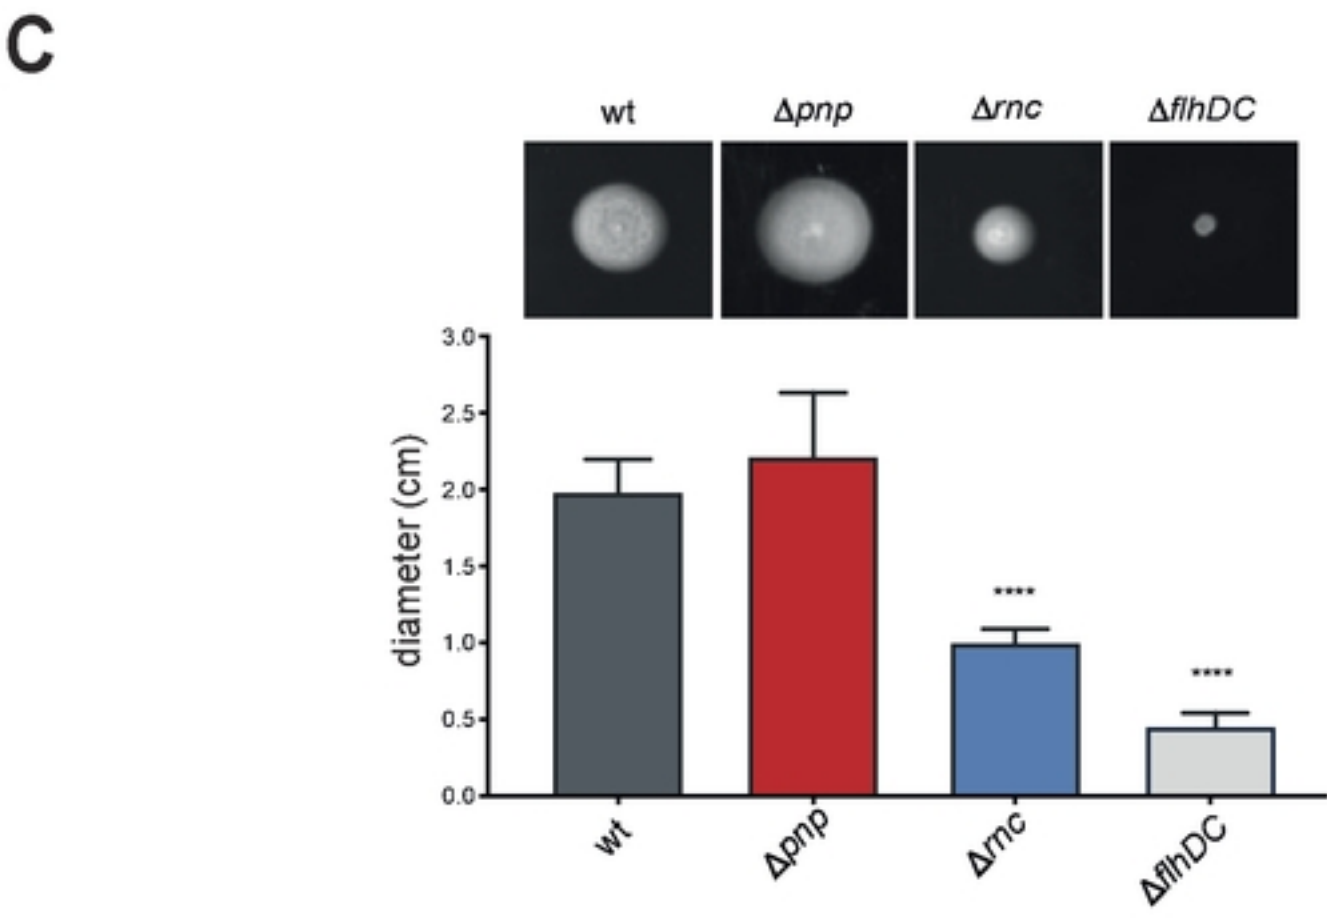 C
wt Δpnp Δrnc ΔflhDC
3.0
2.5
2.0
1.5
1.0
0.5
0.0
diameter (cm)
****
****
wt Δpnp Δrnc ΔflhDC